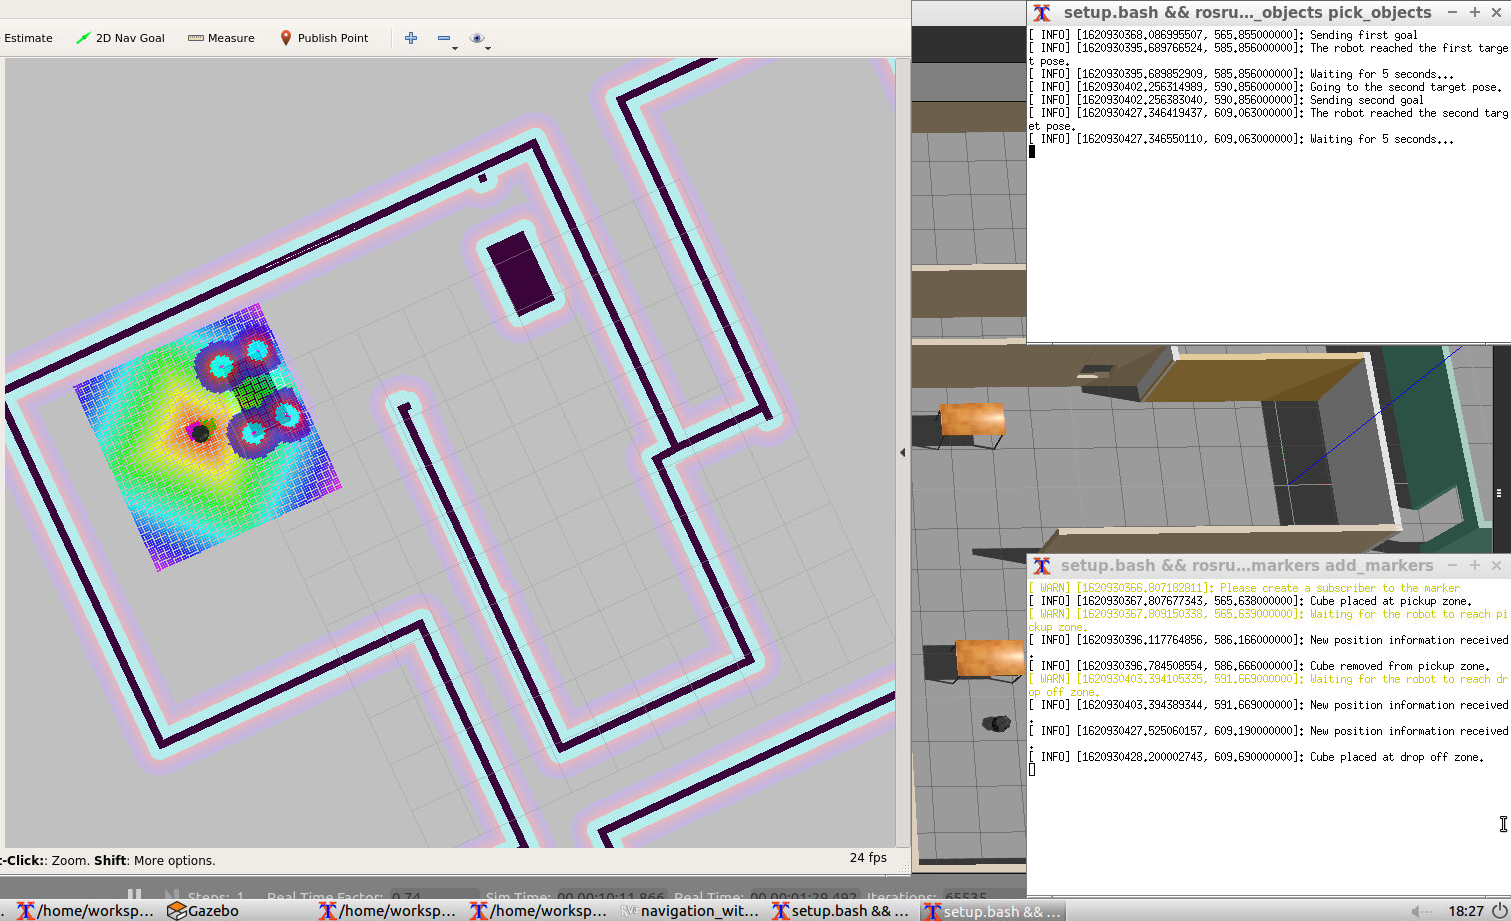 Estimate
2D Nav Goal
Measure
Publish Point
setup.bash && rosru..._objects pick_objects
[ INFO] [1620930368.086995507, 565.855000000]: Sending first goal
[ INFO] [1620930395.689766524, 585.856000000]: The robot reached the first targe
t pose.
[ INFO] [1620930395.689852909, 585.856000000]: Waiting for 5 seconds...
[ INFO] [1620930402.256314989, 590.856000000]: Going to the second target pose.
[ INFO] [1620930402.256383040, 590.856000000]: Sending second goal
[ INFO] [1620930427.346419437, 609.063000000]: The robot reached the second targ
et pose.
[ INFO] [1620930427.346550110, 609.063000000]: Waiting for 5 seconds...
setup.bash && rosru...markers add_markers
[ WARN] [1620930366.807182811]: Please create a subscriber to the marker
[ INFO] [1620930367.807677343, 565.638000000]: Cube placed at pickup zone.
[ WARN] [1620930367.809150338, 565.639000000]: Waiting for the robot to reach pi
ckup zone.
[ INFO] [1620930396.117764856, 586.166000000]: New position information received
.
[ INFO] [1620930396.784508554, 586.666000000]: Cube removed from pickup zone.
[ WARN] [1620930403.394105335, 591.669000000]: Waiting for the robot to reach dr
op off zone.
[ INFO] [1620930403.394389344, 591.669000000]: New position information received
.
[ INFO] [1620930427.525060157, 609.190000000]: New position information received
.
[ INFO] [1620930428.200002743, 609.690000000]: Cube placed at drop off zone.
t-Click:: Zoom. Shift: More options.
24 fps
Steps: 1 Real Time Factor: 0.74 Sim Time: 00 00:10:11.866 Real Time: 00 00:01:29.492 Iterations: 65535
/home/worksp...
Gazebo
/home/worksp...
/home/worksp...
navigation_wit...
setup.bash && ...
setup.bash && ...
18:27